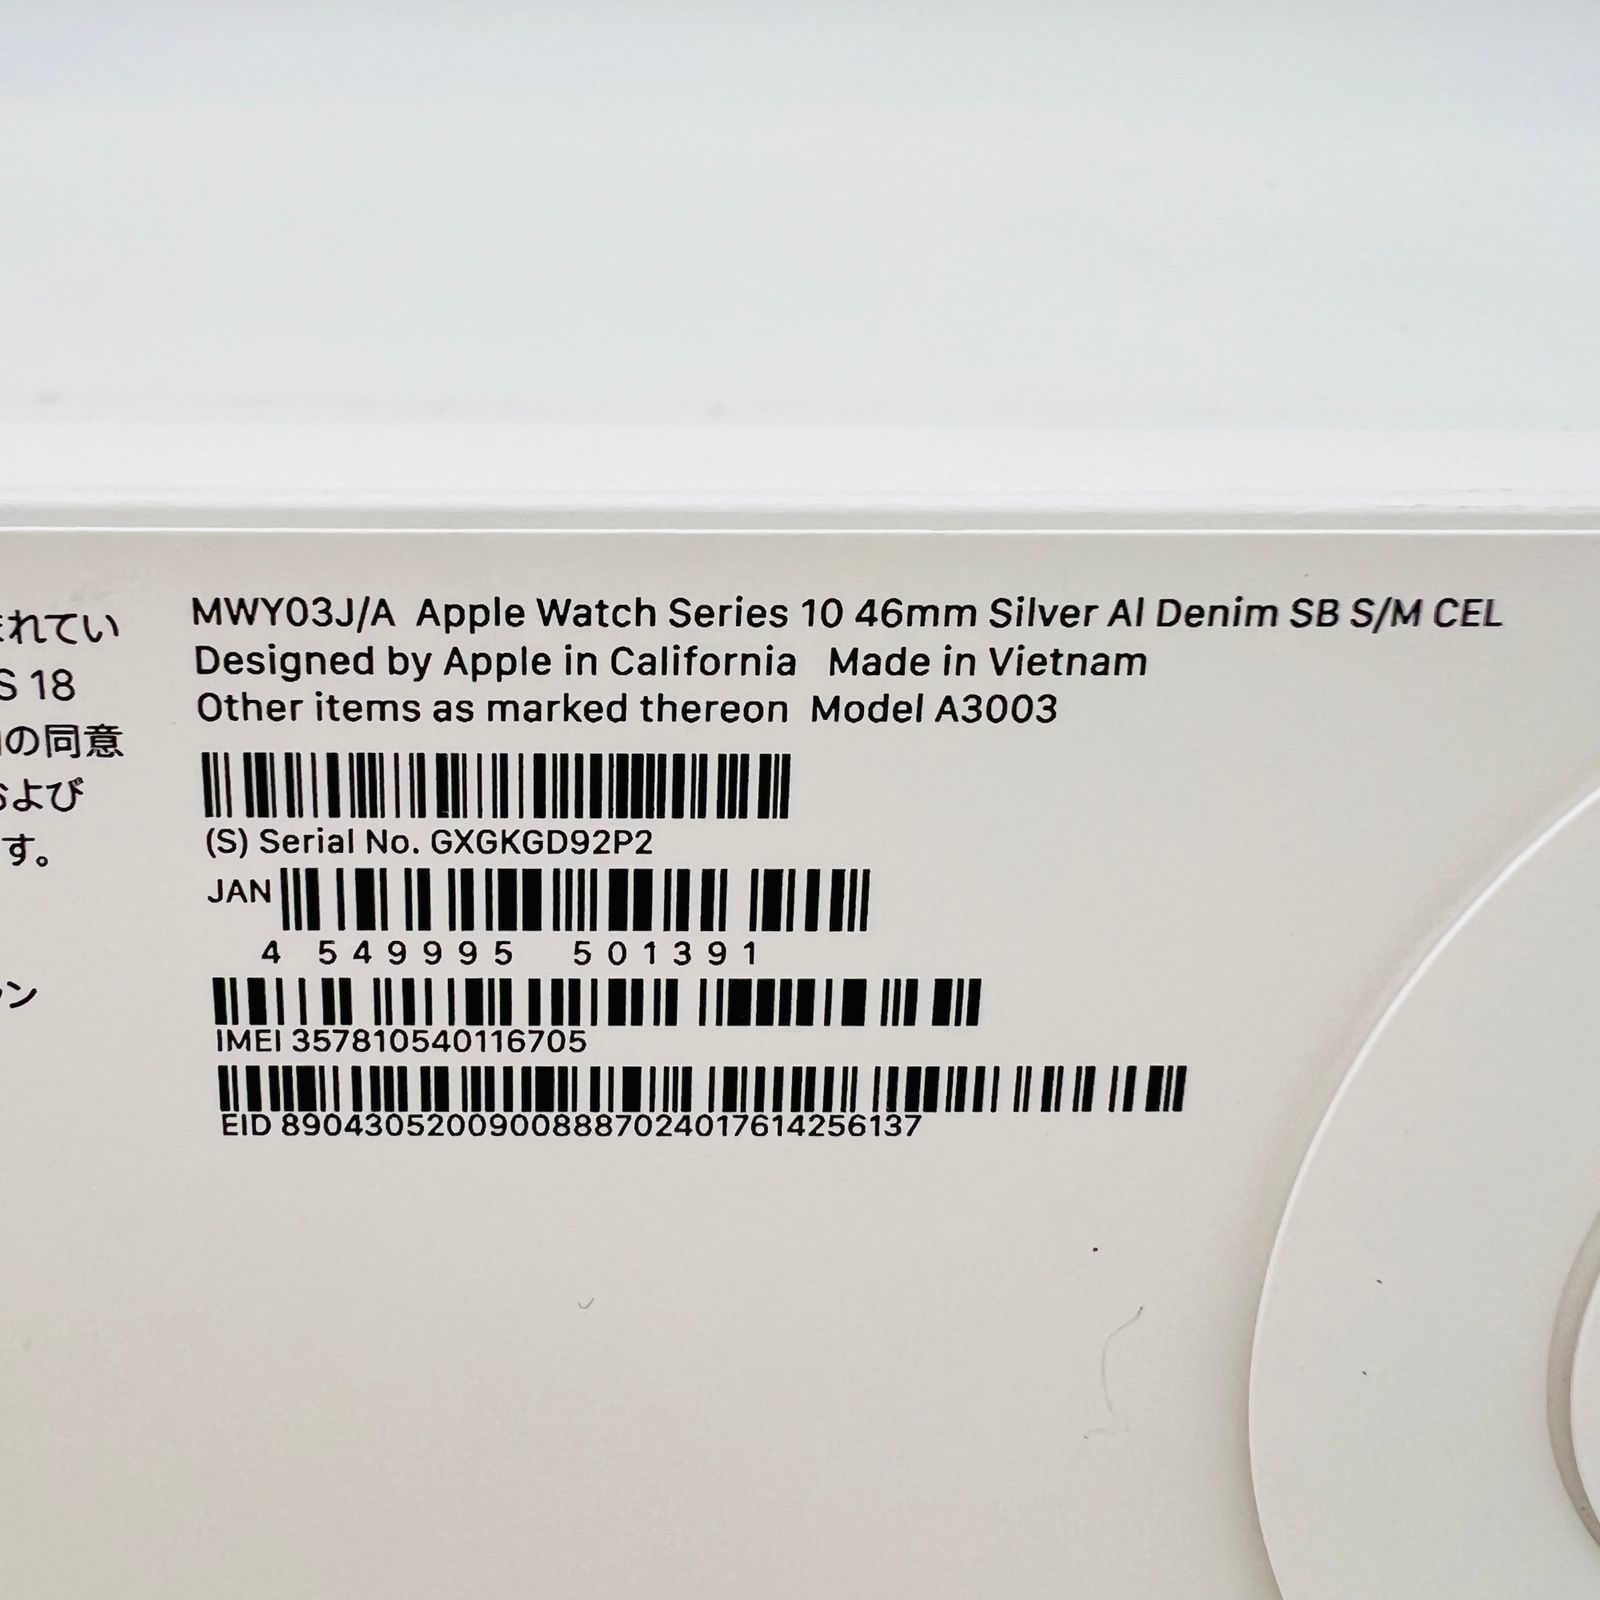 MWY03J/A Apple Watch Series 10 46mm Silver Al Denim SB S/M CEL
Designed by Apple in California Made in Vietnam
Other items as marked thereon Model A3003
(S) Serial No. GXGKGD92P2
JAN
4 549995 501391
IMEI 357810540116705
EID 89043052009008887024017614256137
れてい
S 18
の同意
および
す。
ン